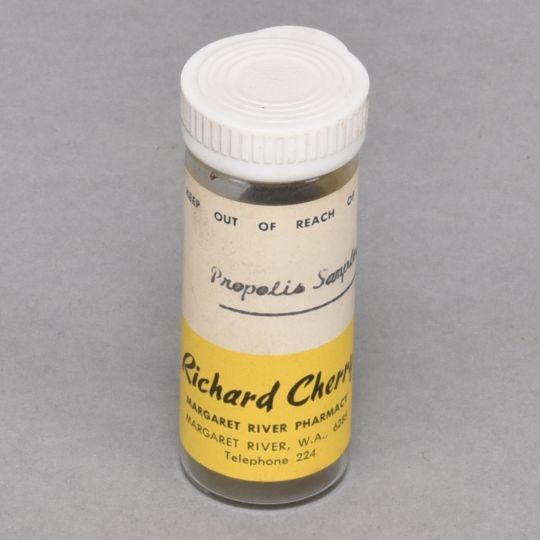 KEEP OUT OF REACH OF
Propolis Sample
Richard Cherry
MARGARET RIVER PHARMACY
MARGARET RIVER, W.A., 6285
Telephone 224